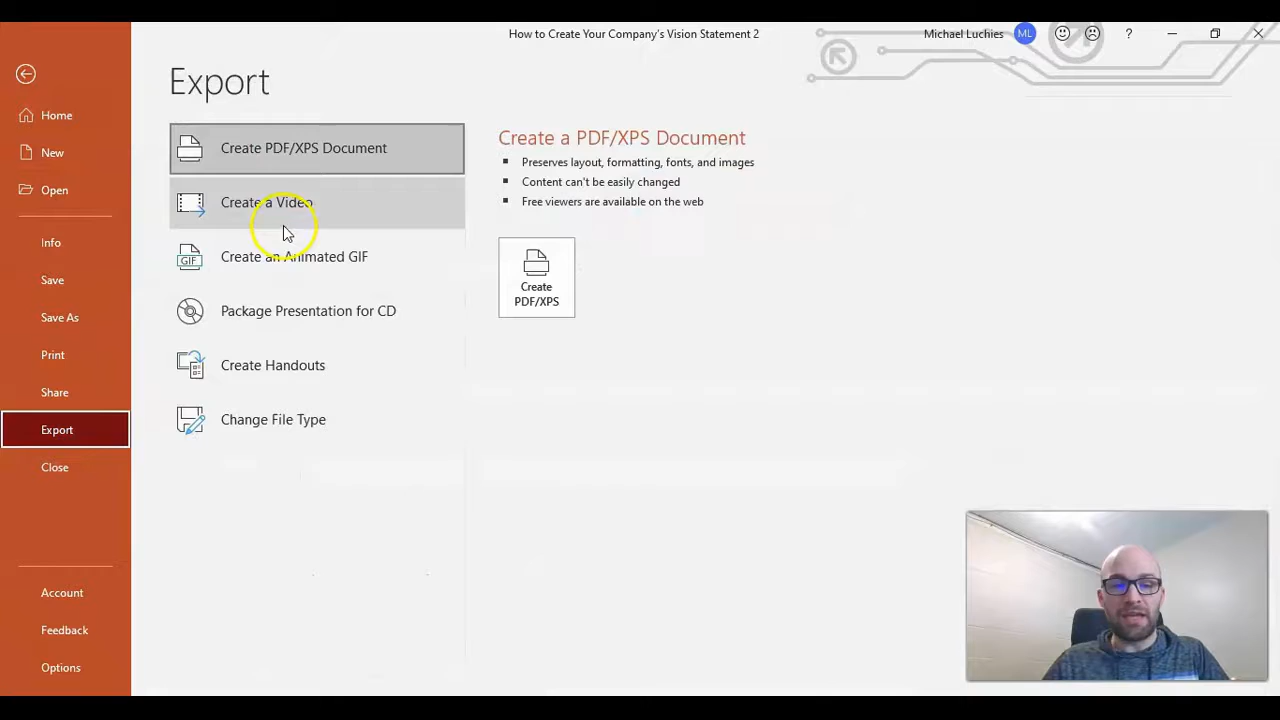 How to Create Your Company's Vision Statement 2
Michael Luchies
ML
?
Export
Home
New
Open
Info
Save
Save As
Print
Share
Export
Close
Account
Feedback
Options
Create PDF/XPS Document
Create a Video
Create an Animated GIF
GIF
Package Presentation for CD
Create Handouts
Change File Type
Create a PDF/XPS Document
Preserves layout, formatting, fonts, and images
Content can't be easily changed
Free viewers are available on the web
Create
PDF/XPS